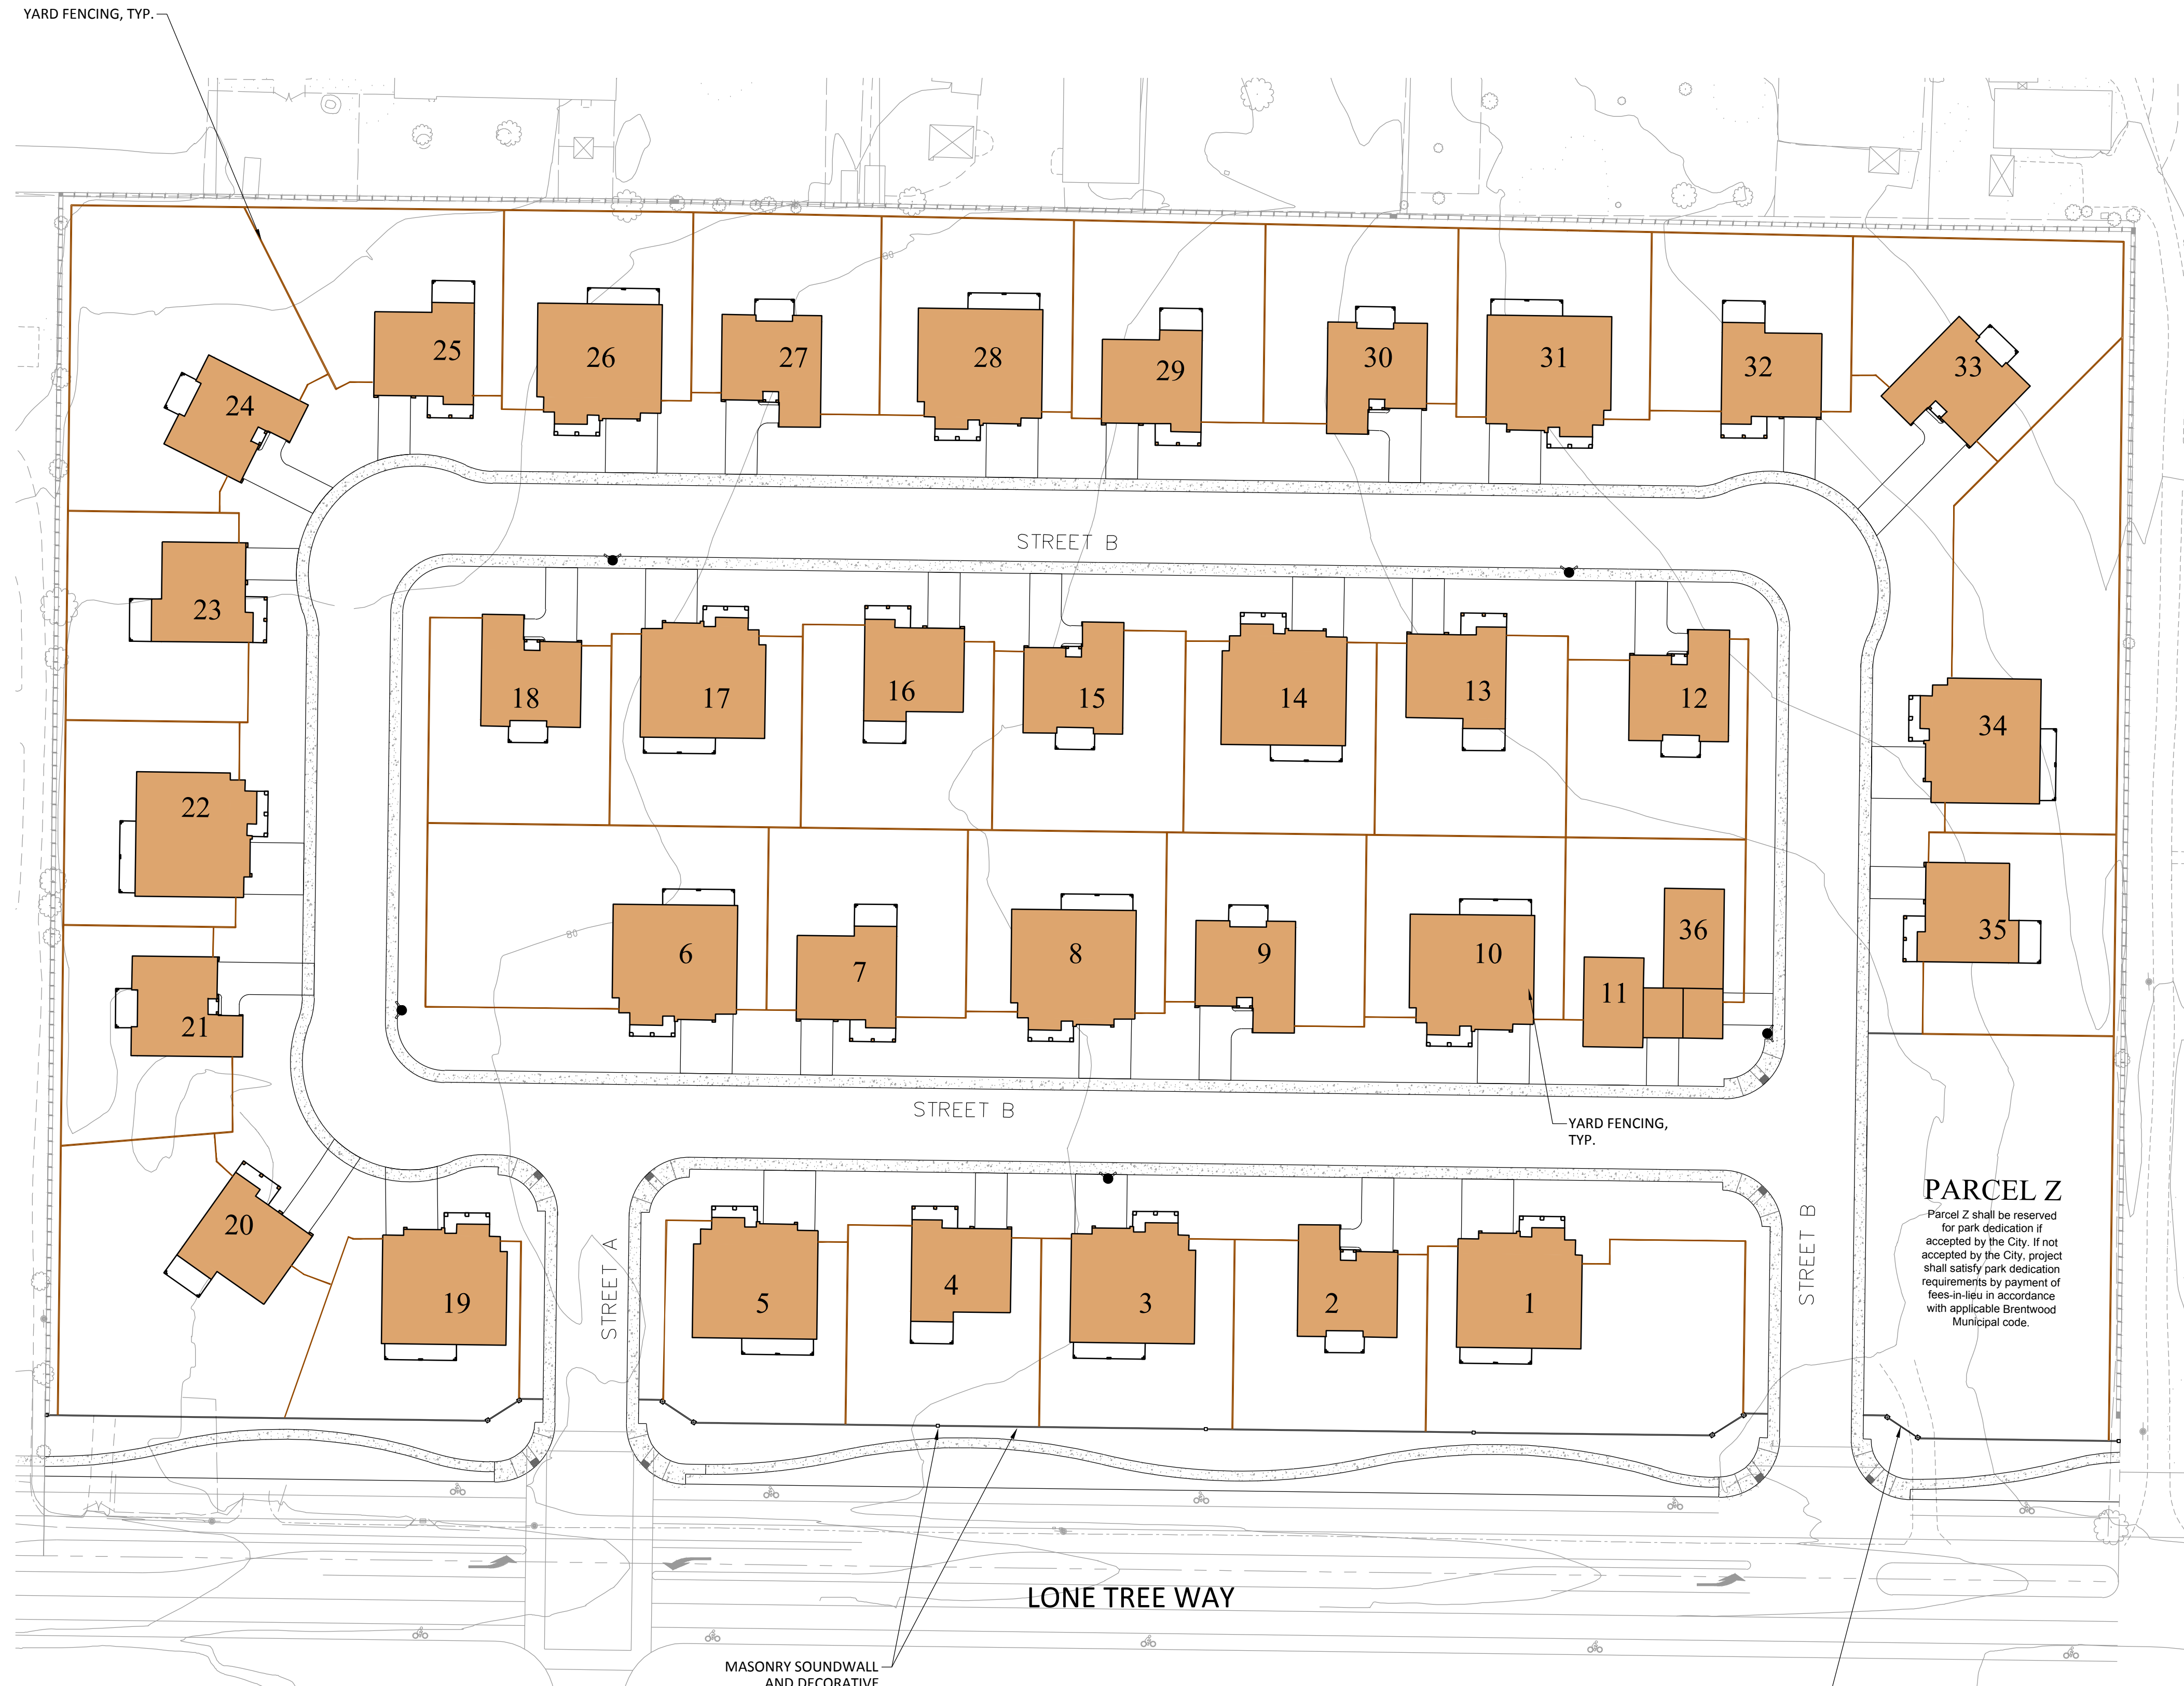 YARD FENCING, TYP.
25
26
27
28
29
30
31
32
33
24
STREET B
23
18
17
16
15
14
13
12
34
22
80
80
6
7
8
9
10
11
36
35
21
STREET B
YARD FENCING,
TYP.
PARCEL Z
Parcel Z shall be reserved
for park dedication if
accepted by the City. If not
accepted by the City, project
shall satisfy park dedication
requirements by payment of
fees-in-lieu in accordance
with applicable Brentwood
Municipal code.
20
19
STREET A
5
4
3
2
1
STREET B
LONE TREE WAY
MASONRY SOUNDWALL
AND DECORATIVE